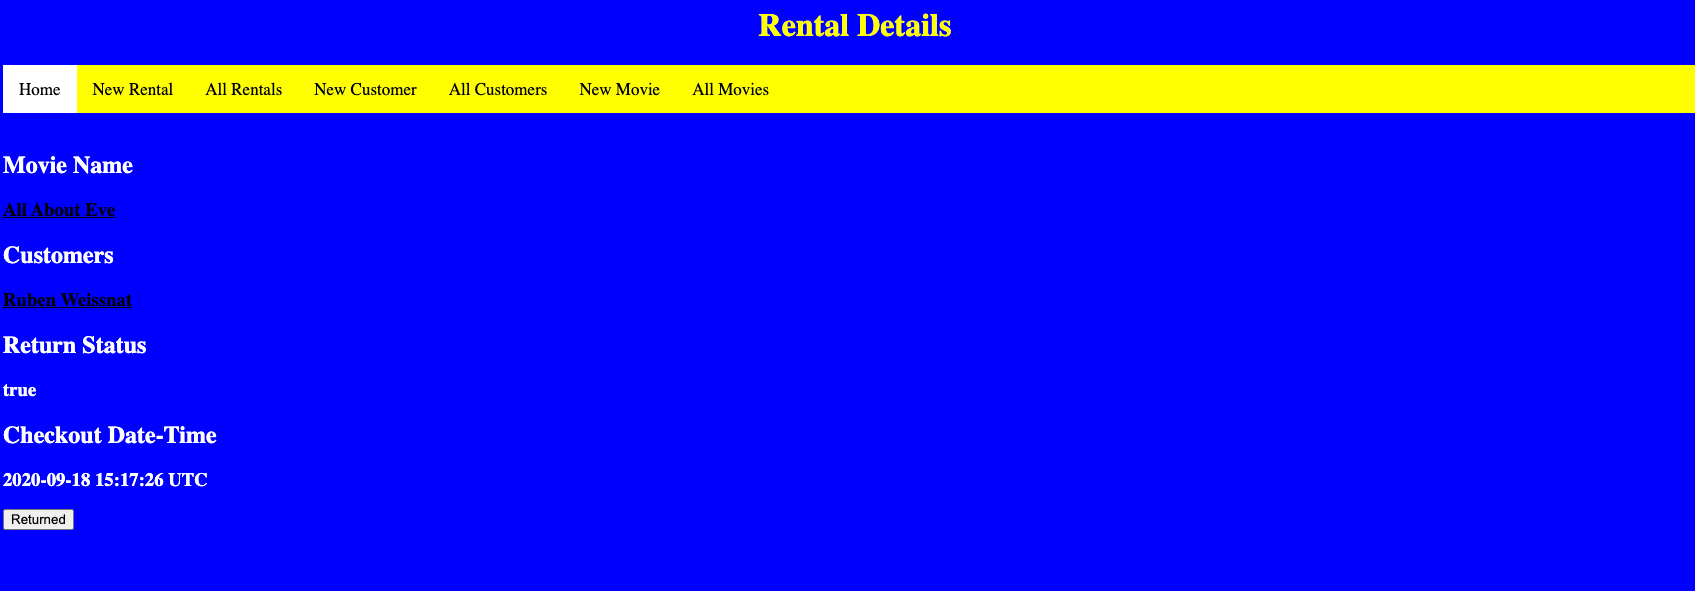 Rental Details
Home New Rental All Rentals New Customer All Customers New Movie All Movies
Movie Name
All About Eve
Customers
Ruben Weissnat
Return Status
true
Checkout Date-Time
2020-09-18 15:17:26 UTC
Returned